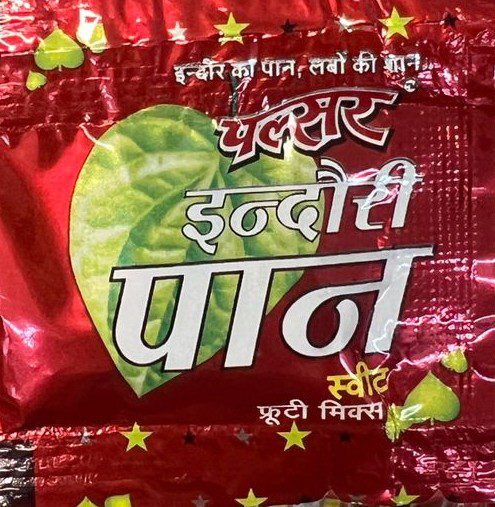 इन्दौर का पान, लबों की शान
पल्सर
इन्दौरी
पान
स्वीट
फ्रूटी मिक्स